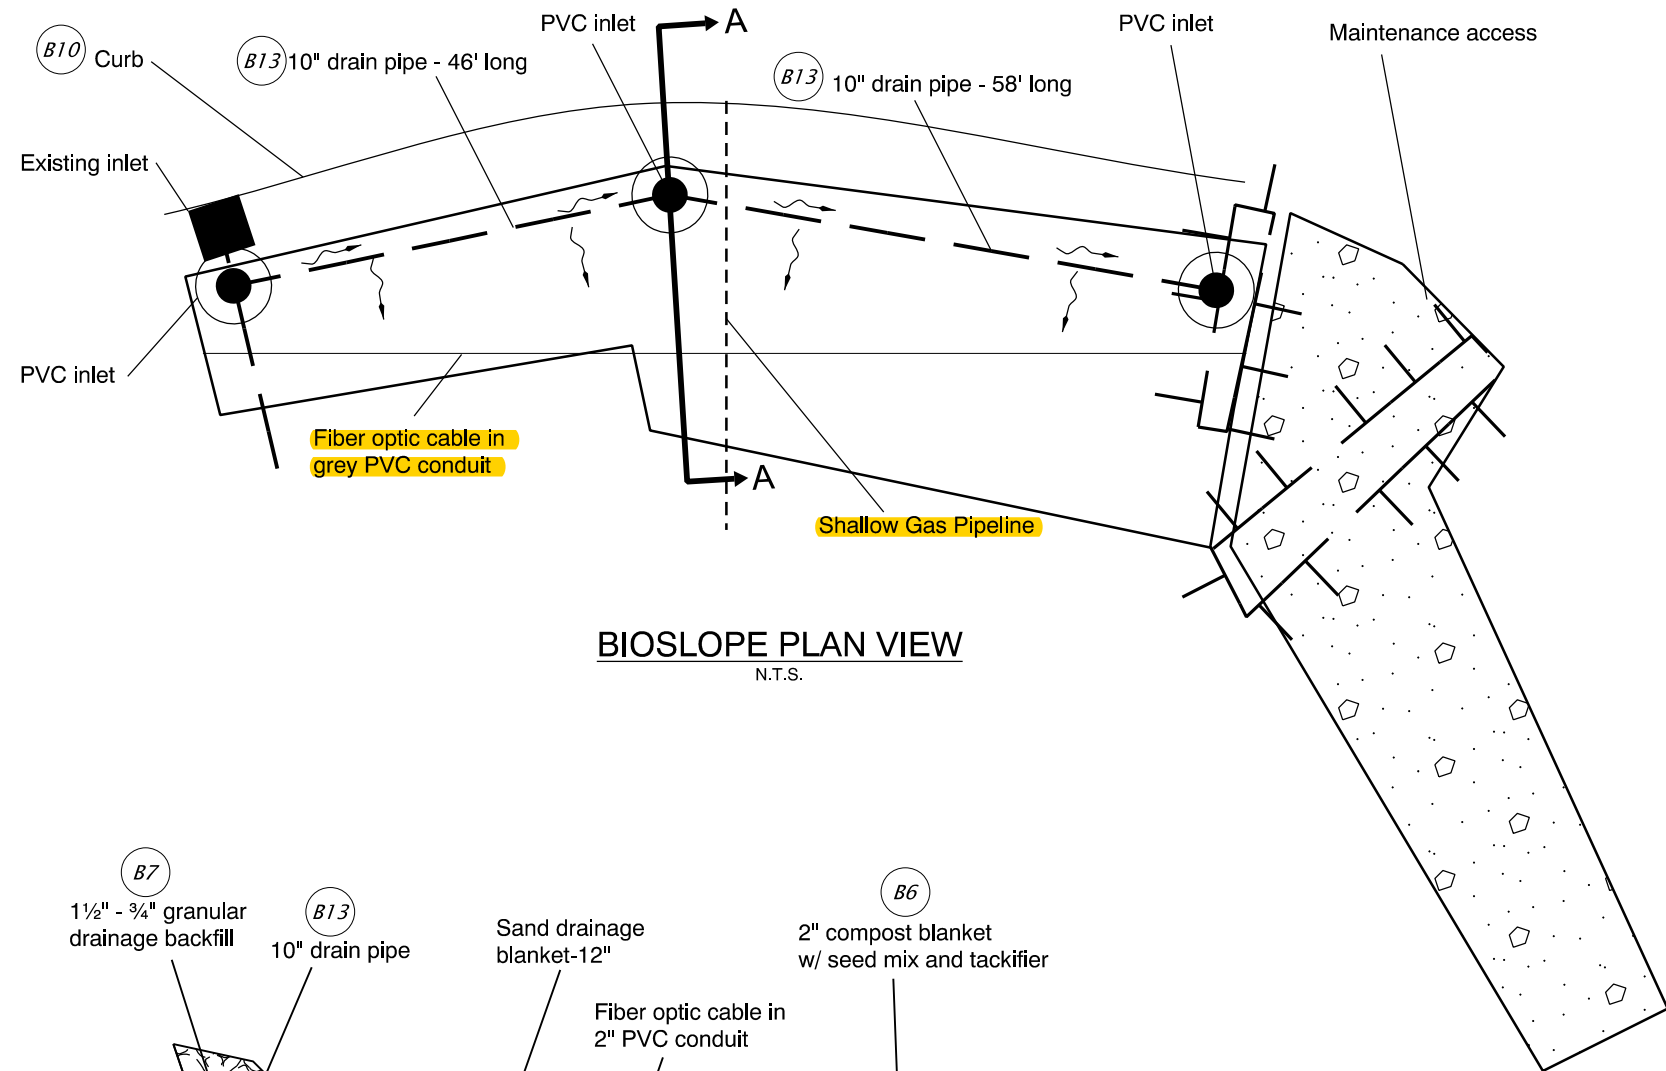 PVC inlet
A
PVC inlet
Maintenance access
B10 Curb
B13 10" drain pipe - 46' long
B13 10" drain pipe - 58' long
Existing inlet
PVC inlet
Fiber optic cable in
grey PVC conduit
A
Shallow Gas Pipeline
BIOSLOPE PLAN VIEW
N.T.S.
B7
1½" - ¾" granular
drainage backfill
B13
10" drain pipe
Sand drainage
blanket-12"
Fiber optic cable in
2" PVC conduit
B6
2" compost blanket
w/ seed mix and tackifier